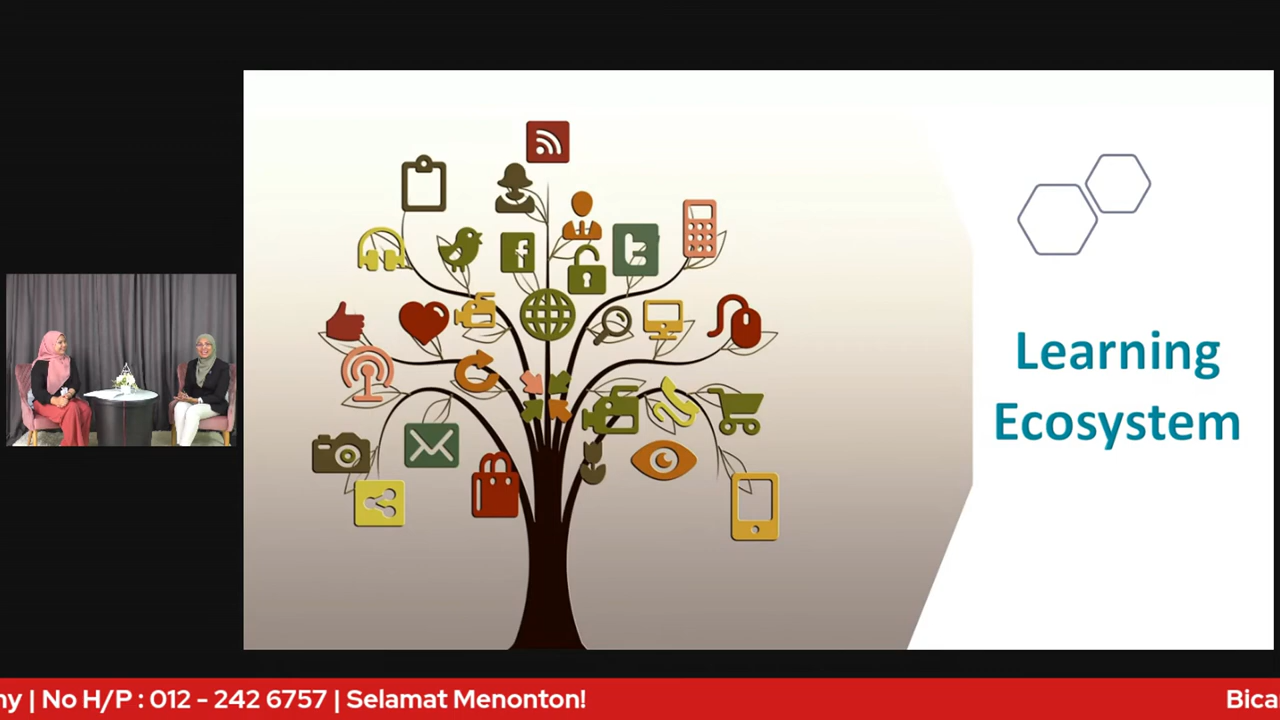 Learning
Ecosystem
ny | No H/P : 012 - 242 6757 | Selamat Menonton!
Bica